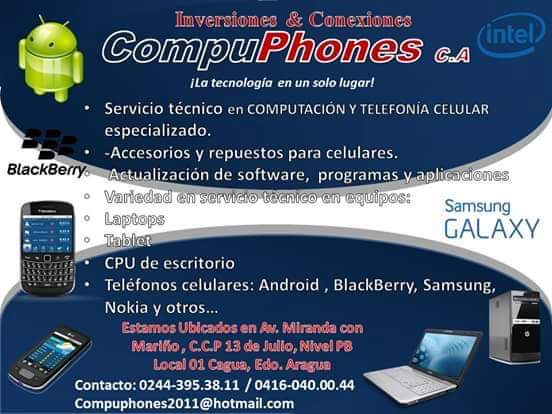 Inversiones & Conexiones
CompuPhones C.A
intel
¡La tecnología en un solo lugar!
• Servicio técnico en COMPUTACIÓN Y TELEFONÍA CELULAR
especializado.
• -Accesorios y repuestos para celulares.
BlackBerry
• Actualización de software, programas y aplicaciones
• Variedad en servicio técnico en equipos:
• Laptops
Samsung
GALAXY
• Tablet
• CPU de escritorio
• Teléfonos celulares: Android , BlackBerry, Samsung,
Nokia y otros...
Estamos Ubicados en Av. Miranda con
Mariño , C.C.P 13 de Julio, Nivel PB
Local 01 Cagua, Edo. Aragua
Contacto: 0244-395.38.11 / 0416-040.00.44
Compuphones2011@hotmail.com